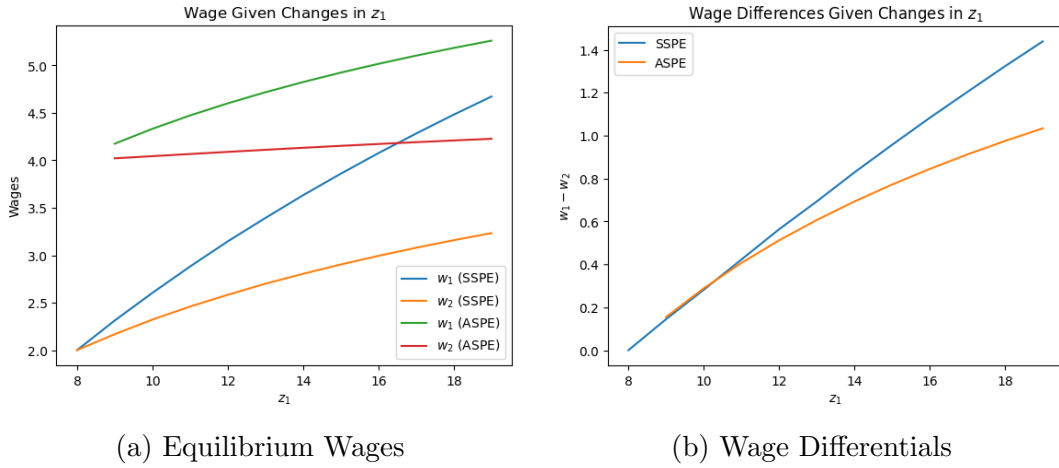 Wage Given Changes in z₁
Wages
5.0
4.5
4.0
3.5
3.0
2.5
2.0
w₁ (SSPE)
w₂ (SSPE)
w₁ (ASPE)
w₂ (ASPE)
8 10 12 14 16 18
z₁
(a) Equilibrium Wages
Wage Differences Given Changes in z₁
SSPE
ASPE
w₁ − w₂
1.4
1.2
1.0
0.8
0.6
0.4
0.2
0.0
8 10 12 14 16 18
z₁
(b) Wage Differentials